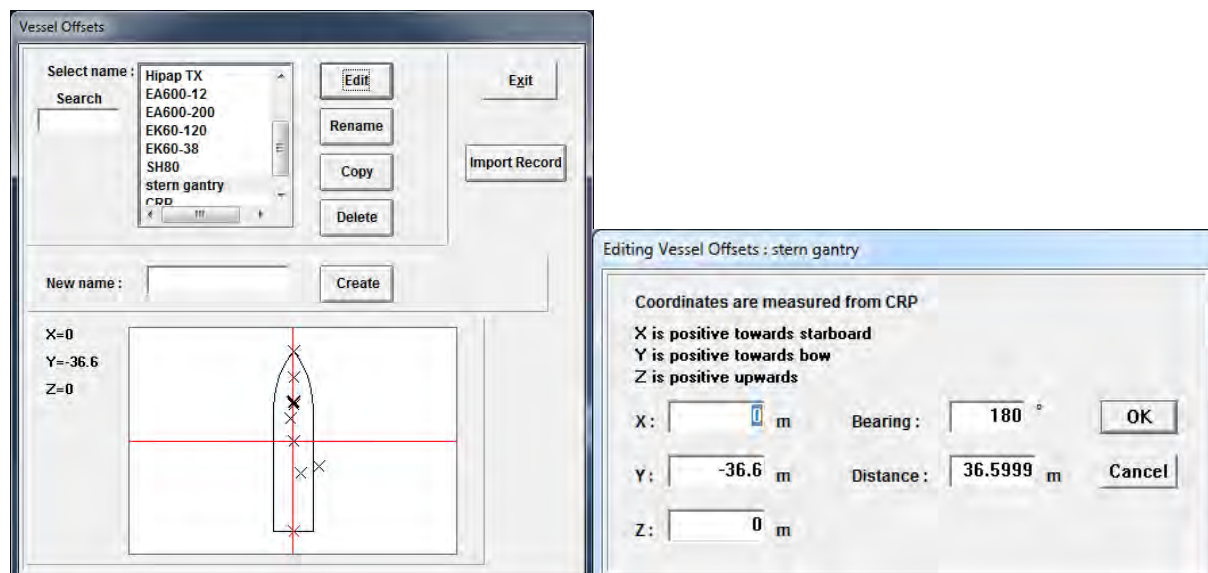 Vessel Offsets
Select name :
Search
Hipap TX
EA600-12
EA600-200
EK60-120
EK60-38
SH80
stern gantry
CRP
Edit
Rename
Copy
Delete
Exit
Import Record
New name :
Create
X=0
Y=-36.6
Z=0
Editing Vessel Offsets : stern gantry
Coordinates are measured from CRP
X is positive towards starboard
Y is positive towards bow
Z is positive upwards
X : 0 m Bearing : 180 ° OK
Y : -36.6 m Distance : 36.5999 m Cancel
Z : 0 m